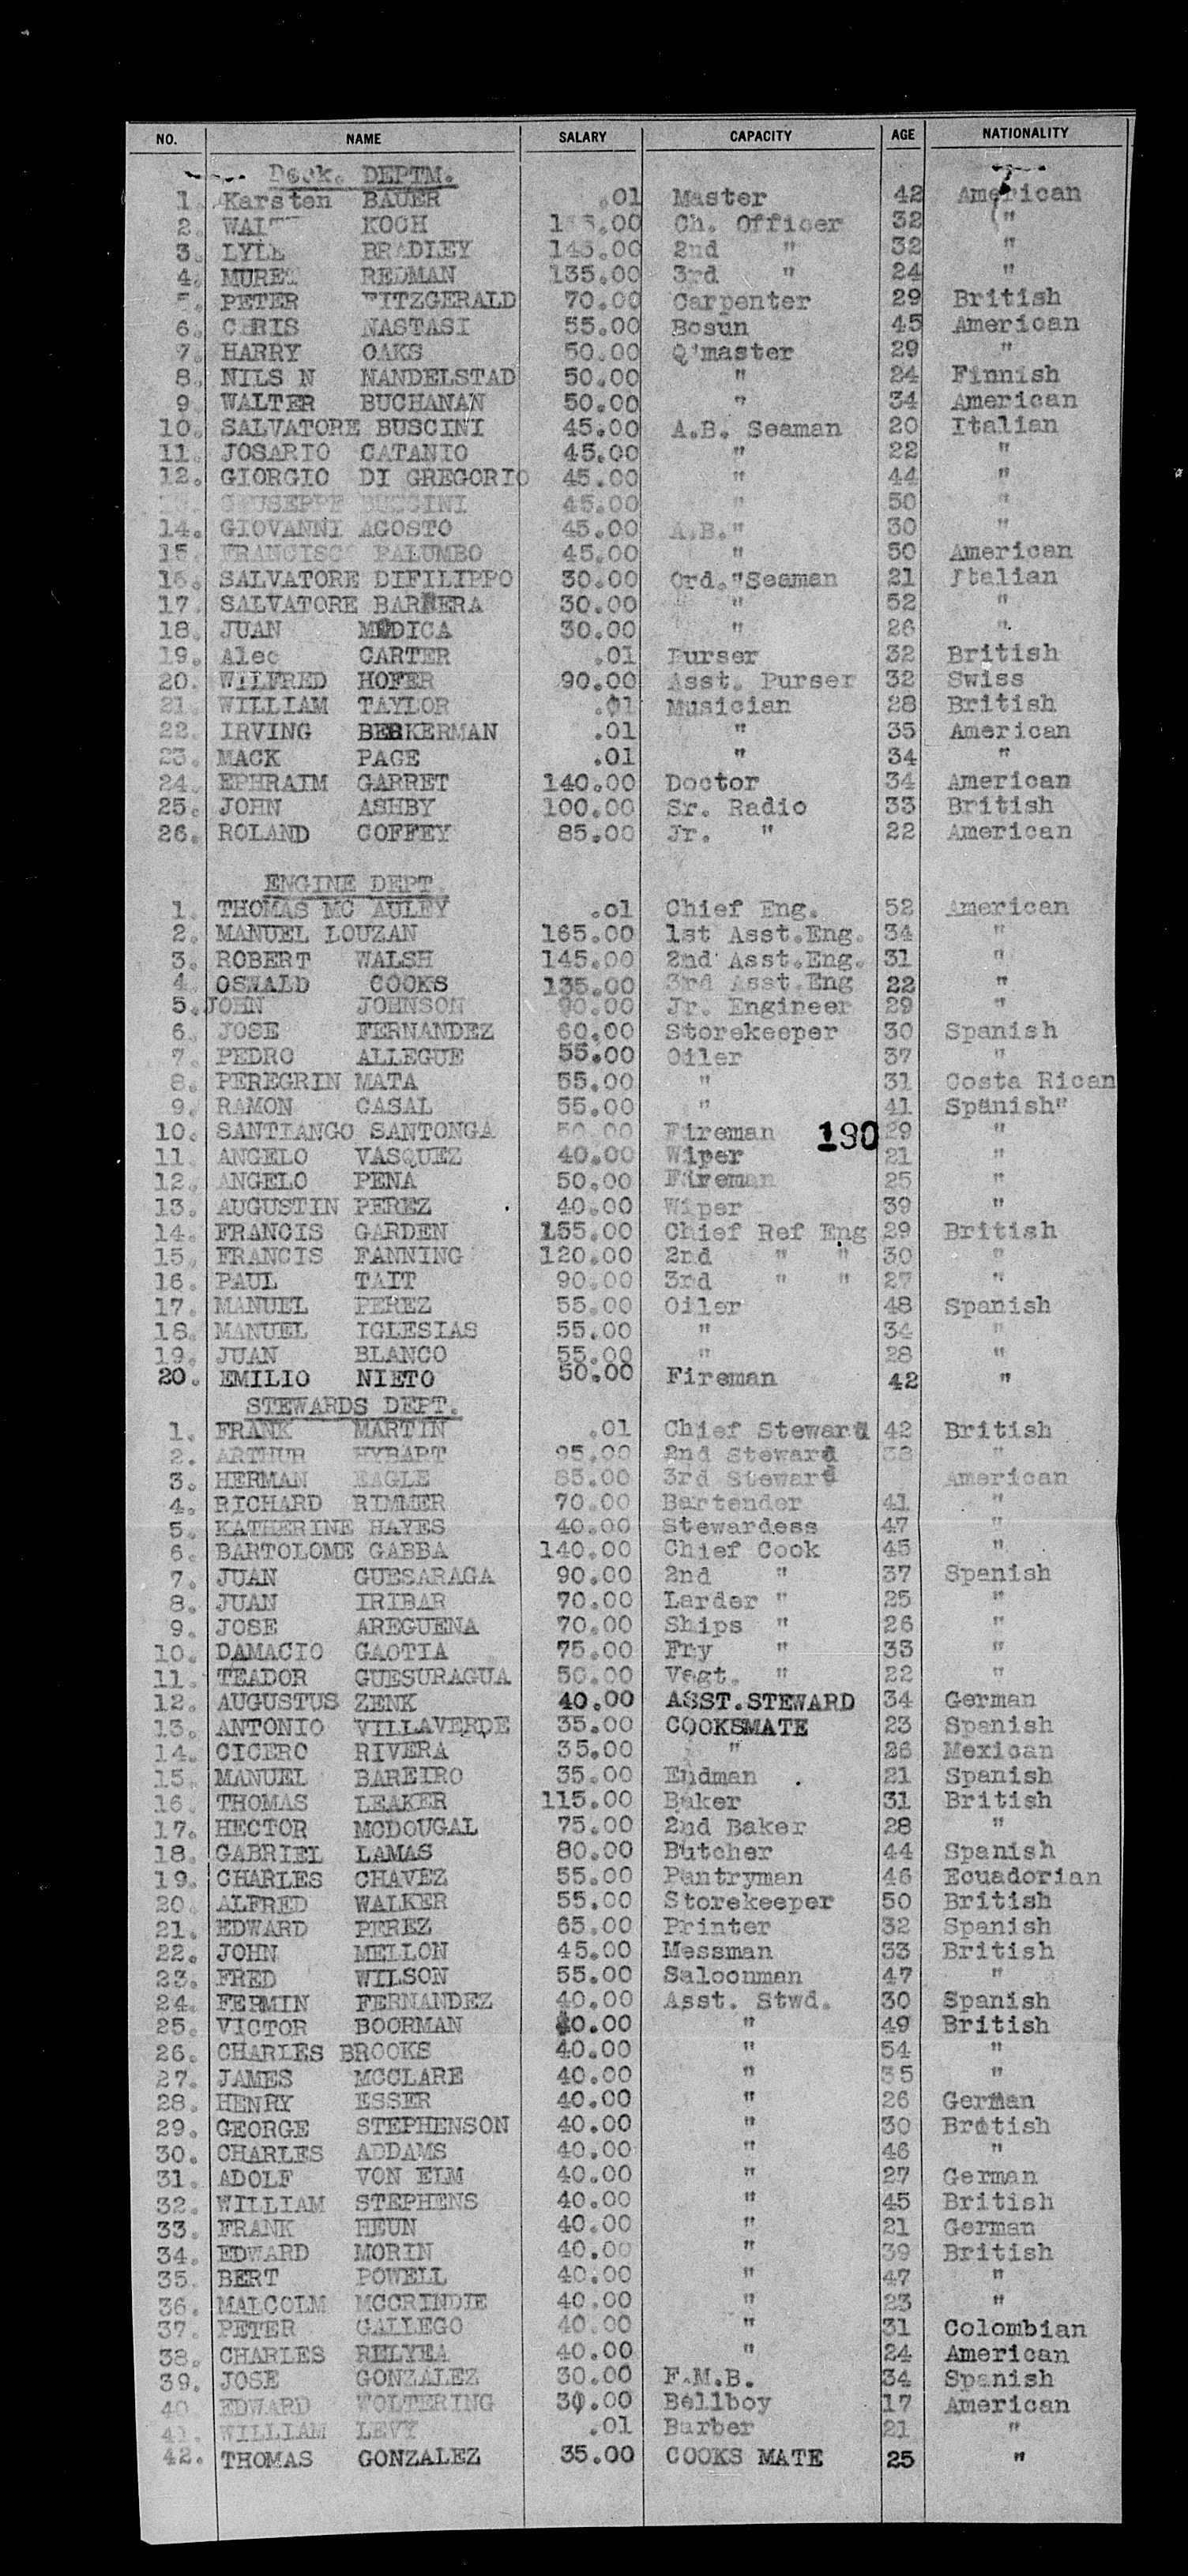 NO. NAME SALARY CAPACITY AGE NATIONALITY
Deck. DEPTM.
1. Karsten BAUER .01 Master 42 American
2. KOCH Ch. Officer 32 "
3. LYLE BRADLEY 145.00 2nd " 32 "
4. MURET REDMAN 135.00 3rd " 24 "
PETER FITZGERALD 70.00 Carpenter 29 British
6. CHRIS NASTASI 55.00 Bosun 45 American
7. HARRY OAKS 50.00 Q'master 29 "
8. NILS N NANDELSTAD 50.00 " 24 Finnish
9. WALTER BUCHANAN 50.00 " 34 American
10. SALVATORE BUSCINI 45.00 A.B. Seaman 20 Italian
11. JOSARIO CATANIO 45.00 " 22 "
12. GIORGIO DI GREGORIO 45.00 " 44 "
GEUSEPPE BUSCINI 45.00 " 50 "
14. GIOVANNI AGOSTO 45.00 A.B." 30 "
15. FRANCISCO PALUMBO 45.00 " 50 American
16. SALVATORE DIFILIPPO 30.00 Ord."Seaman 21 Italian
17. SALVATORE BARBERA 30.00 " 52 "
18. JUAN MODICA 30.00 " 26 "
19. Alec CARTER .01 Purser 32 British
20. WILFRED HOFER 90.00 Asst. Purser 32 Swiss
21. WILLIAM TAYLOR .01 Musician 28 British
22. IRVING BERKERMAN .01 " 35 American
23. MACK PAGE .01 " 34 "
24. EPHRAIM GARRET 140.00 Doctor 34 American
25. JOHN ASHBY 100.00 Sr. Radio 33 British
26. ROLAND COFFEY 85.00 Jr. " 22 American
ENGINE DEPT.
1. THOMAS MC AULEY .01 Chief Eng. 52 American
2. MANUEL LOUZAN 165.00 1st Asst.Eng. 34 "
3. ROBERT WALSH 145.00 2nd Asst.Eng. 31 "
4. OSWALD COOKS 135.00 3rd Asst.Eng 22 "
5. JOHN JOHNSON 90.00 Jr. Engineer 29 "
6. JOSE FERNANDEZ 60.00 Storekeeper 30 Spanish
7. PEDRO ALLEGUE 55.00 Oiler 37 "
8. PEREGRIN MATA 55.00 " 31 Costa Rican
9. RAMON CASAL 55.00 " 41 Spanish"
10. SANTIANGO SANTONGA 50.00 Fireman 190 29 "
11. ANGELO VASQUEZ 40.00 Wiper 21 "
12. ANGELO PENA 50.00 Fireman 25 "
13. AUGUSTIN PEREZ 40.00 Wiper 39 "
14. FRANCIS GARDEN 155.00 Chief Ref Eng 29 British
15. FRANCIS FANNING 120.00 2nd " " 30 "
16. PAUL TAIT 90.00 3rd " " 27 "
17. MANUEL PEREZ 55.00 Oiler 48 Spanish
18. MANUEL IGLESIAS 55.00 " 34 "
19. JUAN BLANCO 55.00 " 28 "
20. EMILIO NIETO 50.00 Fireman 42 "
STEWARDS DEPT.
1. FRANK MARTIN .01 Chief Steward 42 British
2. ARTHUR HYBART 95.00 2nd Steward 38 "
3. HERMAN EAGLE 85.00 3rd Steward American
4. RICHARD RIMMER 70.00 Bartender 41 "
5. KATHERINE HAYES 40.00 Stewardess 47 "
6. BARTOLOME GABBA 140.00 Chief Cook 45 "
7. JUAN GUESARAGA 90.00 2nd " 37 Spanish
8. JUAN IRIBAR 70.00 Larder " 25 "
9. JOSE AREGUENA 70.00 Ships " 26 "
10. DAMACIO GAOTIA 75.00 Fry " 33 "
11. TEADOR GUESURAGUA 50.00 Vegt. " 22 "
12. AUGUSTUS ZENK 40.00 ASST.STEWARD 34 German
13. ANTONIO VILLAVERDE 35.00 COOKSMATE 23 Spanish
14. CICERO RIVERA 35.00 " 26 Mexican
15. MANUEL BAREIRO 35.00 Endman 21 Spanish
16. THOMAS LEAKER 115.00 Baker 31 British
17. HECTOR MCDOUGAL 75.00 2nd Baker 28 "
18. GABRIEL LAMAS 80.00 Butcher 44 Spanish
19. CHARLES CHAVEZ 55.00 Pantryman 46 Ecuadorian
20. ALFRED WALKER 55.00 Storekeeper 50 British
21. EDWARD PEREZ 65.00 Printer 32 Spanish
22. JOHN MELLON 45.00 Messman 33 British
23. FRED WILSON 55.00 Saloonman 47 "
24. FERMIN FERNANDEZ 40.00 Asst. Stwd. 30 Spanish
25. VICTOR BOORMAN 40.00 " 49 British
26. CHARLES BROOKS 40.00 " 54 "
27. JAMES MCCLARE 40.00 " 35 "
28. HENRY ESSER 40.00 " 26 German
29. GEORGE STEPHENSON 40.00 " 30 British
30. CHARLES ADDAMS 40.00 " 46 "
31. ADOLF VON ELM 40.00 " 27 German
32. WILLIAM STEPHENS 40.00 " 45 British
33. FRANK HEUN 40.00 " 21 German
34. EDWARD MORIN 40.00 " 39 British
35. BERT POWELL 40.00 " 47 "
36. MALCOLM MCCRINDIE 40.00 " 23 "
37. PETER GALLEGO 40.00 " 31 Colombian
38. CHARLES RELYEA 40.00 " 24 American
39. JOSE GONZALEZ 30.00 F.M.B. 34 Spanish
40. EDWARD WOLTERING 30.00 Bellboy 17 American
41. WILLIAM LEVY .01 Barber 21 "
42. THOMAS GONZALEZ 35.00 COOKS MATE 25 "